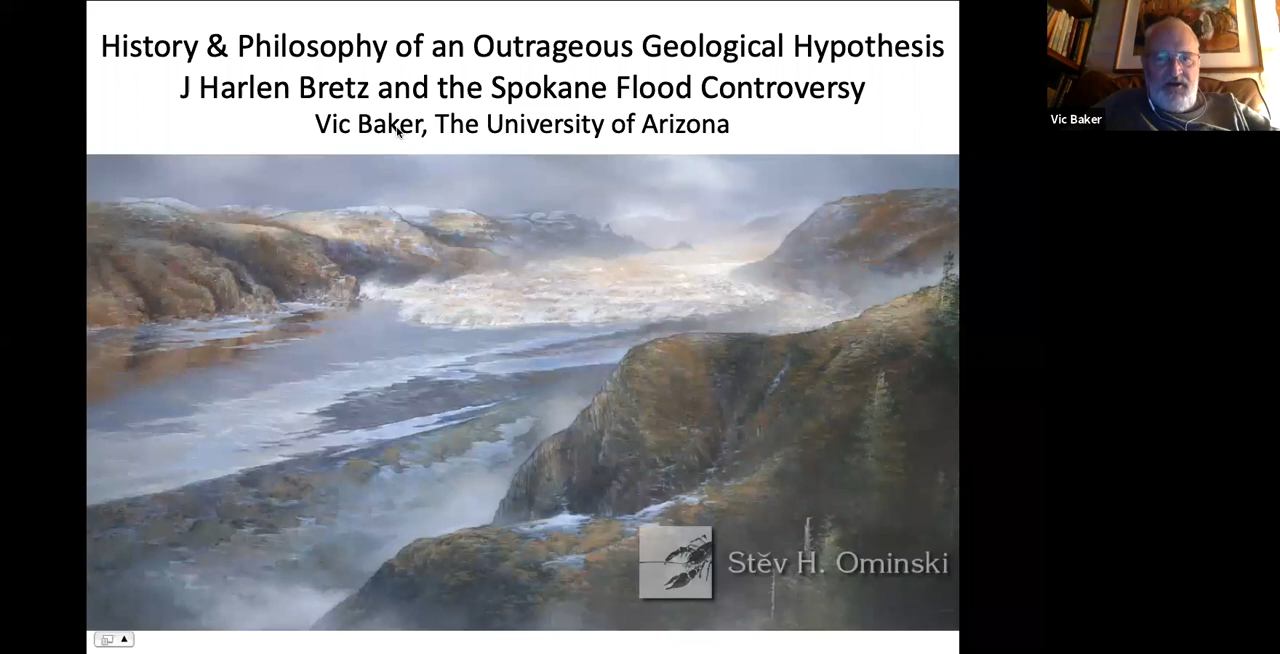 History & Philosophy of an Outrageous Geological Hypothesis
J Harlen Bretz and the Spokane Flood Controversy
Vic Baker, The University of Arizona
Vic Baker
Stěv H. Ominski